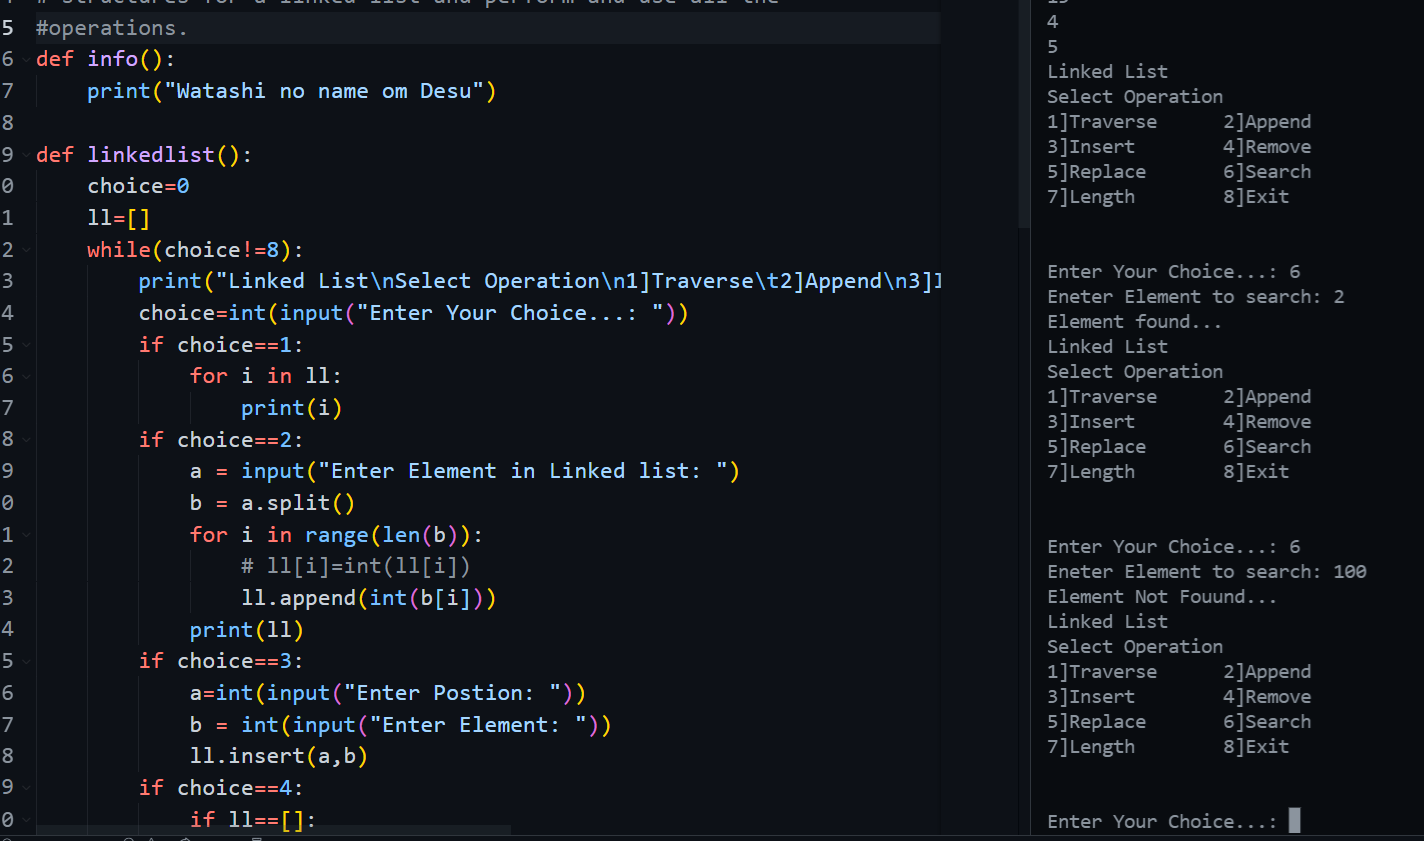 # structures for a linked list and perform and use all the
5 #operations.
6 def info():
7 print("Watashi no name om Desu")
8
9 def linkedlist():
0 choice=0
1 ll=[]
2 while(choice!=8):
3 print("Linked List\nSelect Operation\n1]Traverse\t2]Append\n3]I
4 choice=int(input("Enter Your Choice...: "))
5 if choice==1:
6 for i in ll:
7 print(i)
8 if choice==2:
9 a = input("Enter Element in Linked list: ")
0 b = a.split()
1 for i in range(len(b)):
2 # ll[i]=int(ll[i])
3 ll.append(int(b[i]))
4 print(ll)
5 if choice==3:
6 a=int(input("Enter Postion: "))
7 b = int(input("Enter Element: "))
8 ll.insert(a,b)
9 if choice==4:
0 if ll==[]:
4
5
Linked List
Select Operation
1]Traverse 2]Append
3]Insert 4]Remove
5]Replace 6]Search
7]Length 8]Exit
Enter Your Choice...: 6
Eneter Element to search: 2
Element found...
Linked List
Select Operation
1]Traverse 2]Append
3]Insert 4]Remove
5]Replace 6]Search
7]Length 8]Exit
Enter Your Choice...: 6
Eneter Element to search: 100
Element Not Fouund...
Linked List
Select Operation
1]Traverse 2]Append
3]Insert 4]Remove
5]Replace 6]Search
7]Length 8]Exit
Enter Your Choice...: